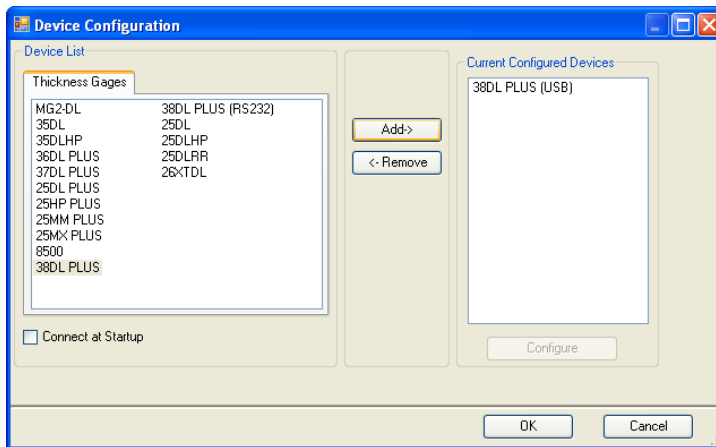 Device Configuration
Device List
Thickness Gages
MG2-DL
35DL
35DLHP
36DL PLUS
37DL PLUS
25DL PLUS
25HP PLUS
25MM PLUS
25MX PLUS
8500
38DL PLUS
38DL PLUS (RS232)
25DL
25DLHP
25DLRR
26XTDL
Connect at Startup
Add->
<- Remove
Current Configured Devices
38DL PLUS (USB)
Configure
OK
Cancel